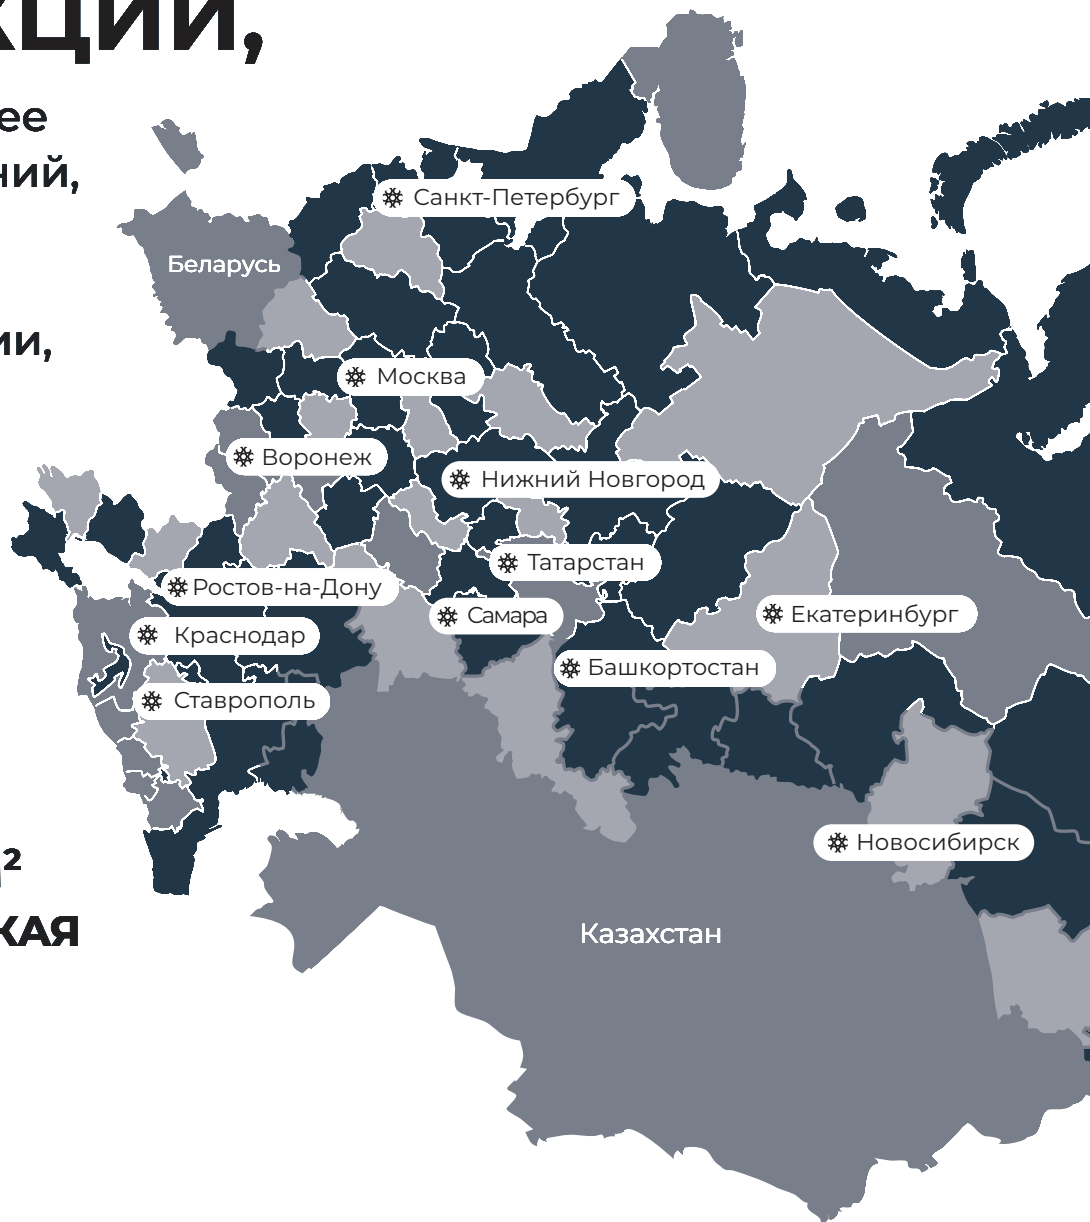 кции,
ее
ний,
ии,
2
КАЯ
Санкт-Петербург
Беларусь
Москва
Воронеж
Нижний Новгород
Татарстан
Ростов-на-Дону
Самара
Екатеринбург
Краснодар
Башкортостан
Ставрополь
Новосибирск
Казахстан